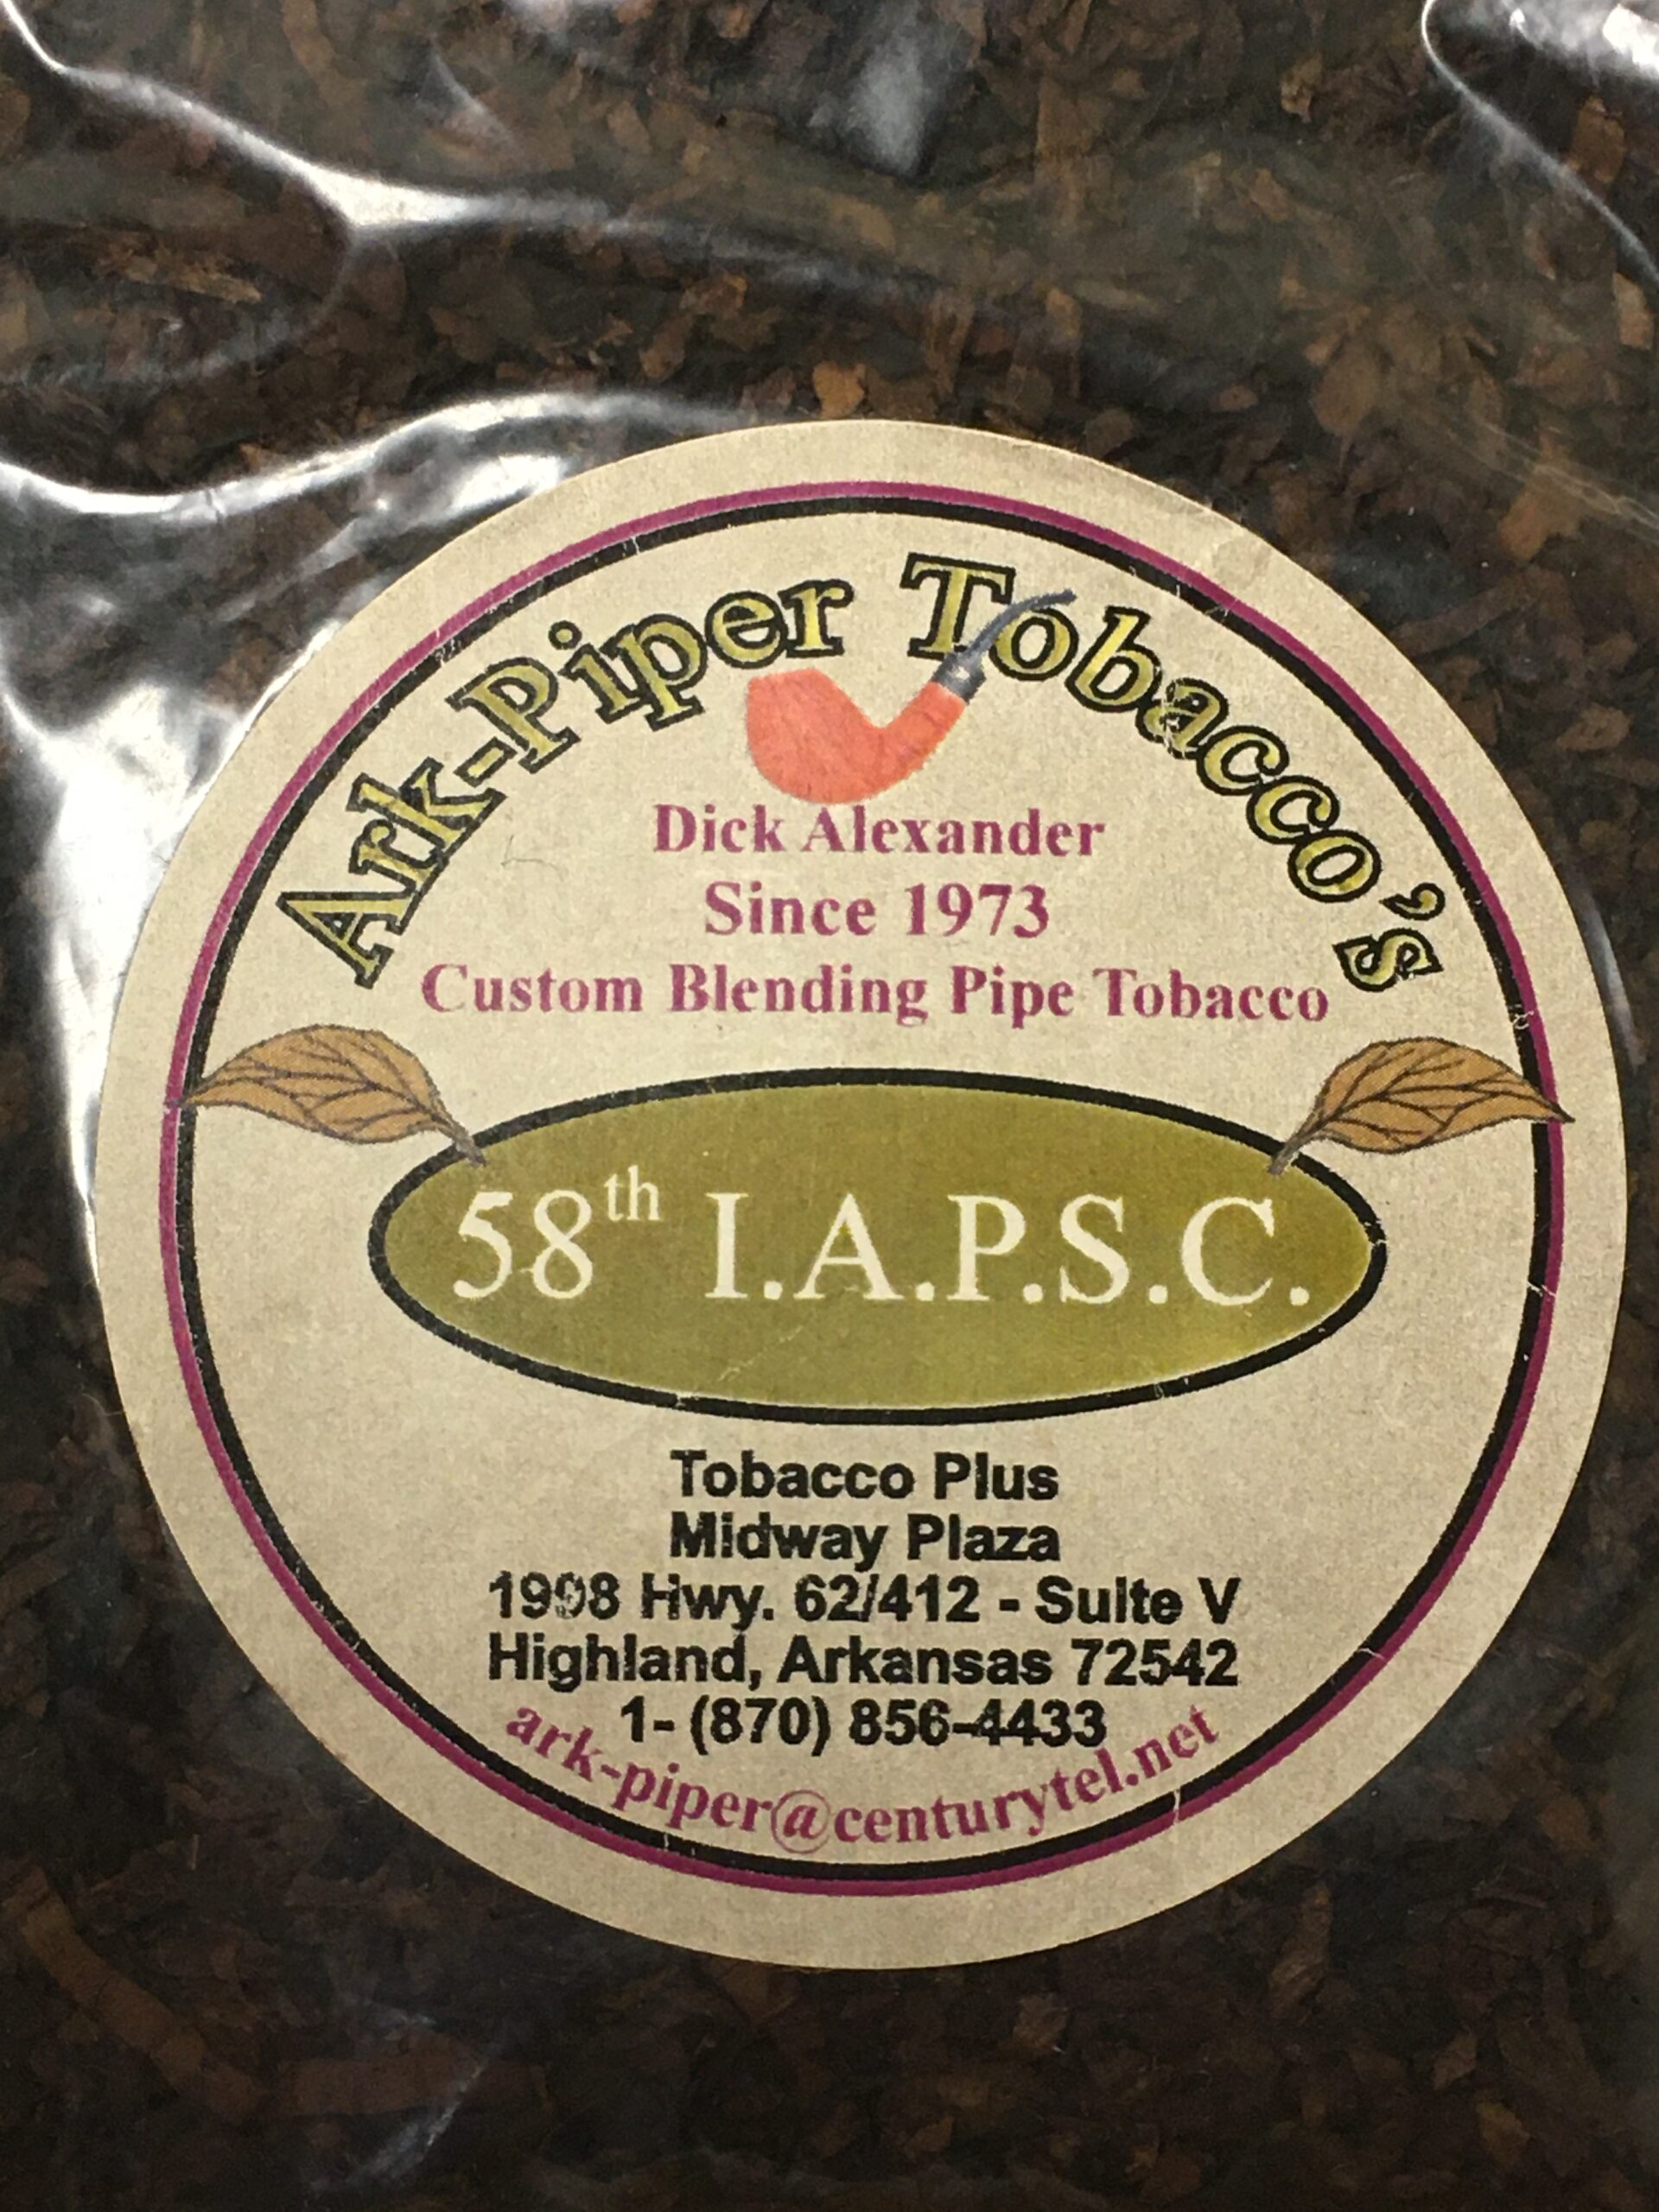 Ark-Piper Tobacco's
Dick Alexander
Since 1973
Custom Blending Pipe Tobacco
58th I.A.P.S.C.
Tobacco Plus
Midway Plaza
1998 Hwy. 62/412 - Suite V
Highland, Arkansas 72542
1- (870) 856-4433
ark-piper@centurytel.net